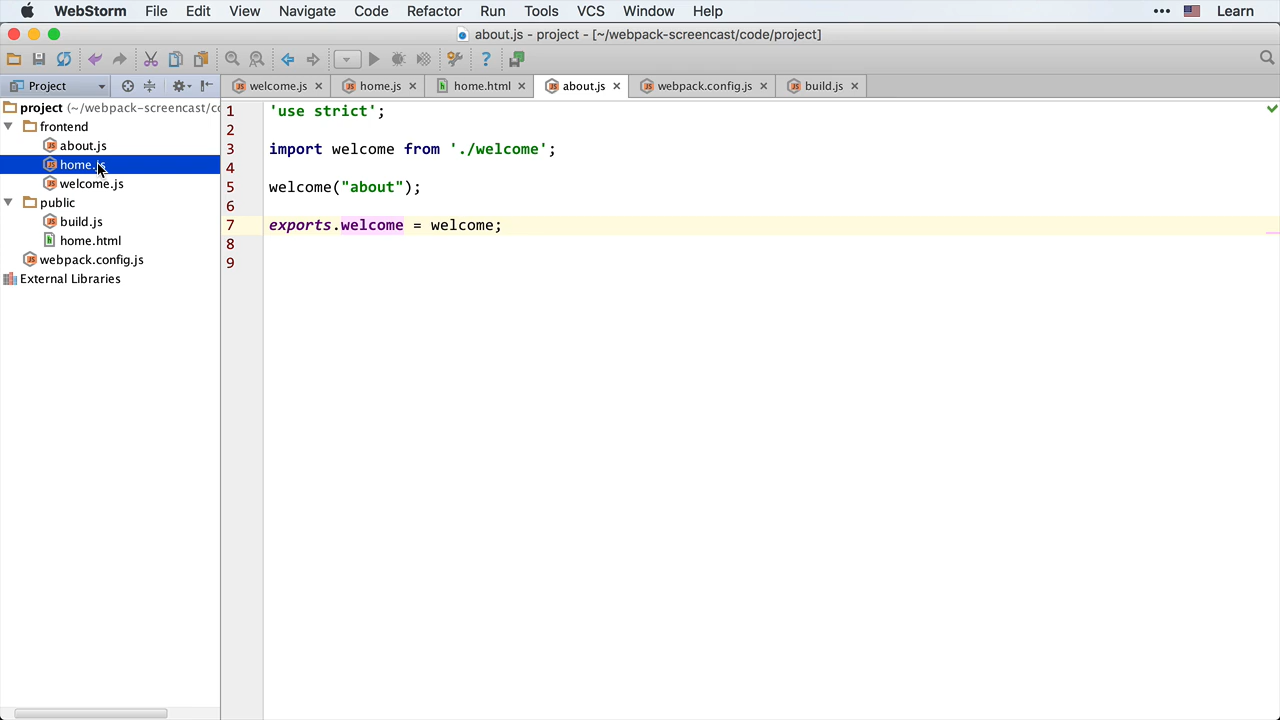 WebStorm File Edit View Navigate Code Refactor Run Tools VCS Window Help ••• Learn
about.js - project - [~/webpack-screencast/code/project]
Project welcome.js home.js home.html about.js webpack.config.js build.js
project (~/webpack-screencast/co
frontend
about.js
home.js
welcome.js
public
build.js
home.html
webpack.config.js
External Libraries
1 'use strict';
2
3 import welcome from './welcome';
4
5 welcome("about");
6
7 exports.welcome = welcome;
8
9